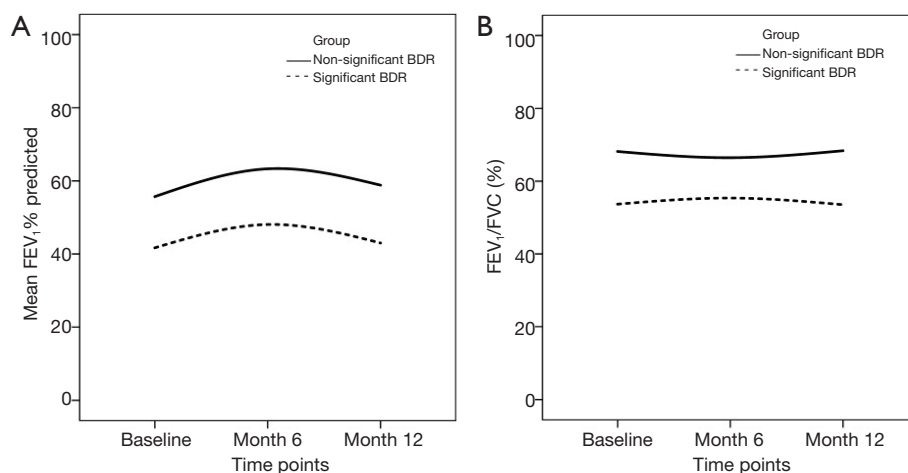 A
Mean FEV₁% predicted
100
80
60
40
20
0
Group
Non-significant BDR
Significant BDR
Baseline
Month 6
Month 12
Time points
B
FEV₁/FVC (%)
100
80
60
40
20
0
Group
Non-significant BDR
Significant BDR
Baseline
Month 6
Month 12
Time points